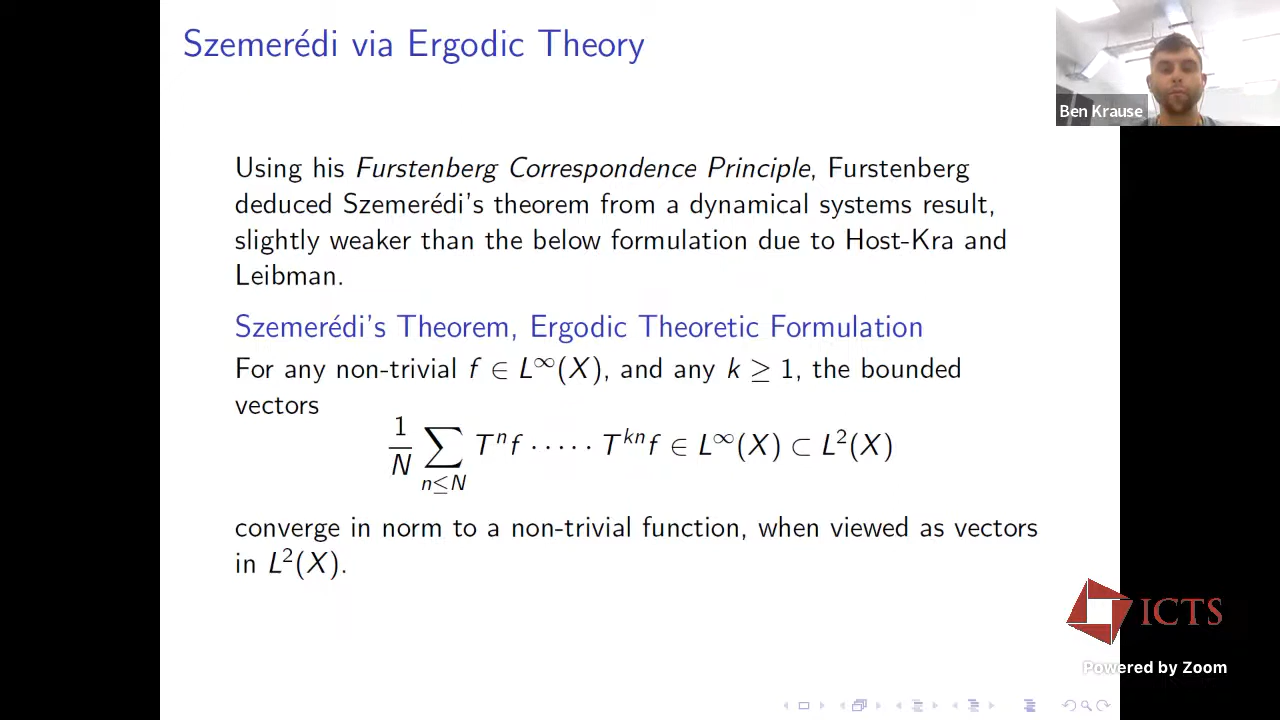 Szemerédi via Ergodic Theory
Ben Krause
Using his Furstenberg Correspondence Principle, Furstenberg
deduced Szemerédi's theorem from a dynamical systems result,
slightly weaker than the below formulation due to Host-Kra and
Leibman.
Szemerédi's Theorem, Ergodic Theoretic Formulation
For any non-trivial f ∈ L^∞(X), and any k ≥ 1, the bounded
vectors
1/N ∑_{n≤N} T^n f · · · · · T^{kn} f ∈ L^∞(X) ⊂ L²(X)
converge in norm to a non-trivial function, when viewed as vectors
in L²(X).
ICTS
Powered by Zoom